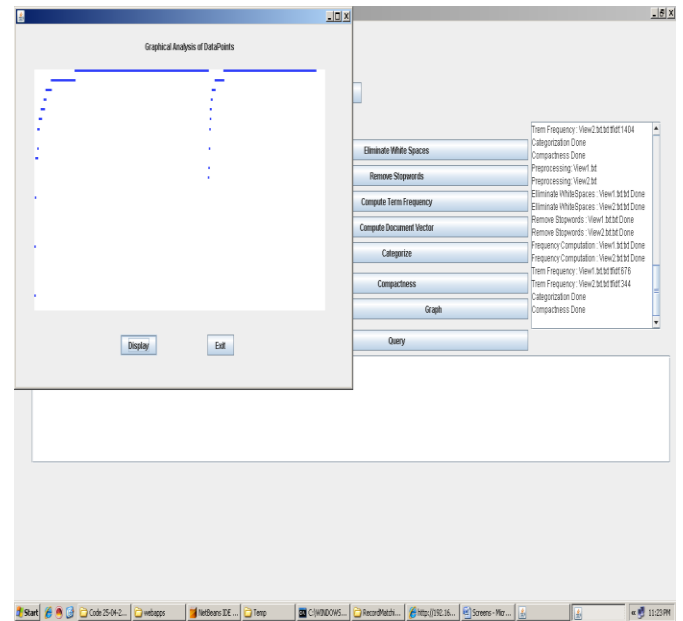 Graphical Analysis of DataPoints
Display
Exit
Eliminate White Spaces
Remove Stopwords
Compute Term Frequency
Compute Document Vector
Categorize
Compactness
Graph
Query
Trem Frequency : View2.txt.txt tfidf 1404
Categorization Done
Compactness Done
Preprocessing: View1.txt
Preprocessing: View2.txt
Elliminate WhiteSpaces : View1.txt.txt Done
Elliminate WhiteSpaces : View2.txt.txt Done
Remove Stopwords : View1.txt.txt Done
Remove Stopwords : View2.txt.txt Done
Frequency Computation : View1.txt.txt Done
Frequency Computation : View2.txt.txt Done
Trem Frequency : View1.txt.txt tfidf 676
Trem Frequency : View2.txt.txt tfidf 344
Categorization Done
Compactness Done
Start Code 25-04-2... webapps NetBeans IDE ... Temp C:\WINDOWS... RecordMatchi... http://192.16... Screens - Micr ... 11:23 PM